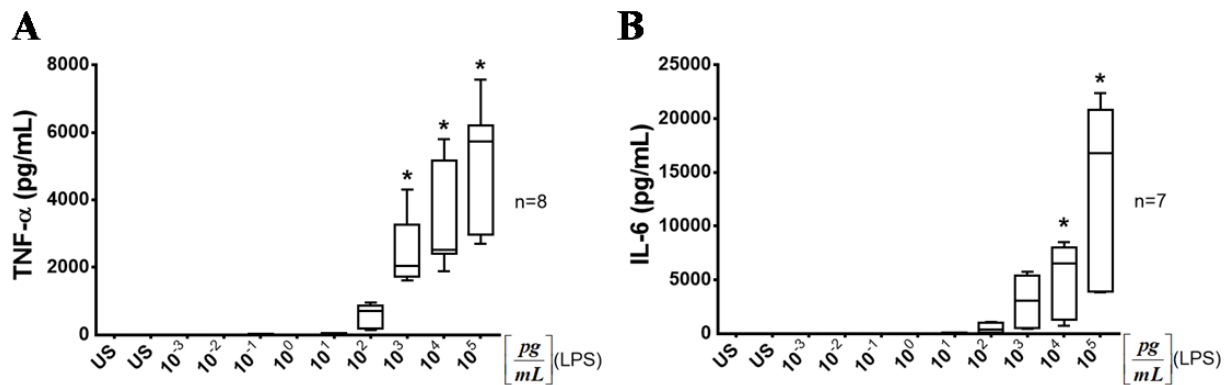 A
TNF-α (pg/mL)
8000
6000
4000
2000
0
* * *
n=8
US US 10⁻³ 10⁻² 10⁻¹ 10⁰ 10¹ 10² 10³ 10⁴ 10⁵ [pg/mL] (LPS)
B
IL-6 (pg/mL)
25000
20000
15000
10000
5000
0
* *
n=7
US US 10⁻³ 10⁻² 10⁻¹ 10⁰ 10¹ 10² 10³ 10⁴ 10⁵ [pg/mL] (LPS)